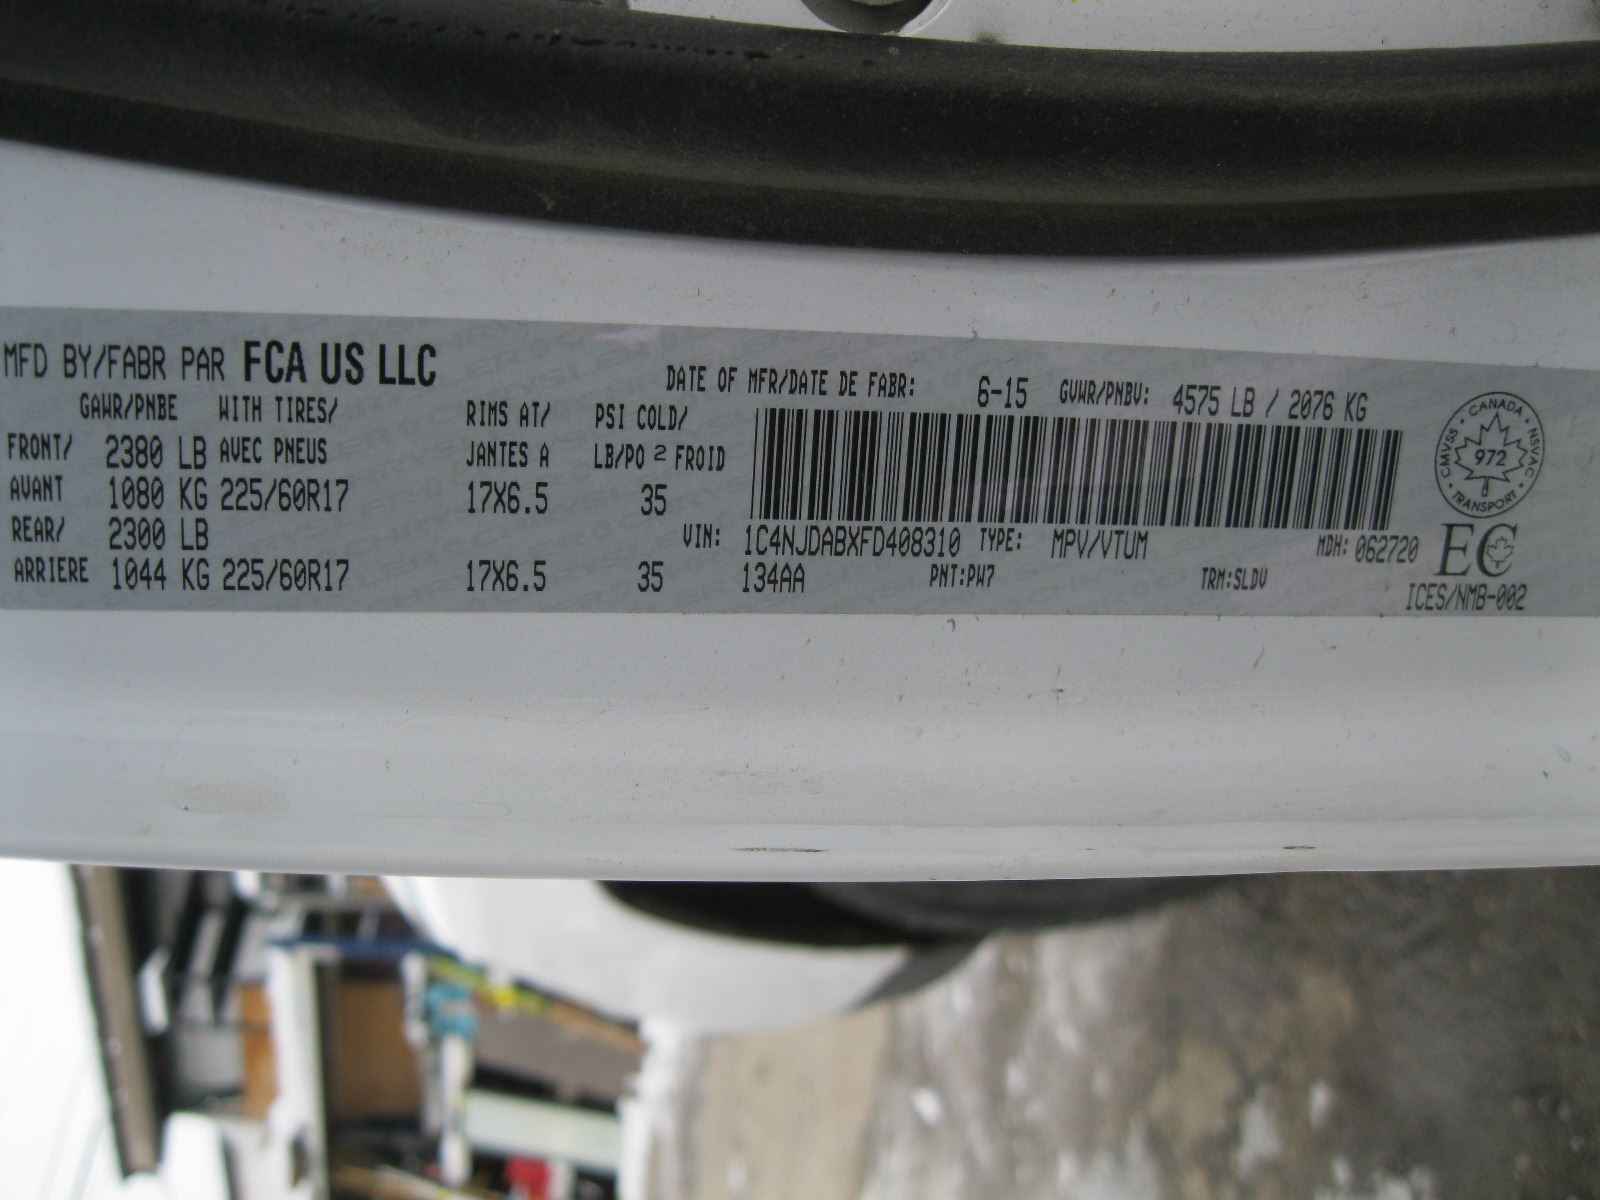 MFD BY/FABR PAR FCA US LLC
DATE OF MFR/DATE DE FABR: 6-15 GVWR/PNBV: 4575 LB / 2076 KG
GAWR/PNBE WITH TIRES/ RIMS AT/ PSI COLD/
FRONT/ 2380 LB AVEC PNEUS JANTES A LB/PO 2 FROID
AVANT 1080 KG 225/60R17 17X6.5 35
REAR/ 2300 LB
ARRIERE 1044 KG 225/60R17 17X6.5 35
VIN: 1C4NJDABXFD408310 TYPE: MPV/VTUM MDH: 062720
134AA PNT:PW7 TRM:SLDV
CANADA
CMVSS 972 NSVAC
TRANSPORT
EC
ICES/NMB-002